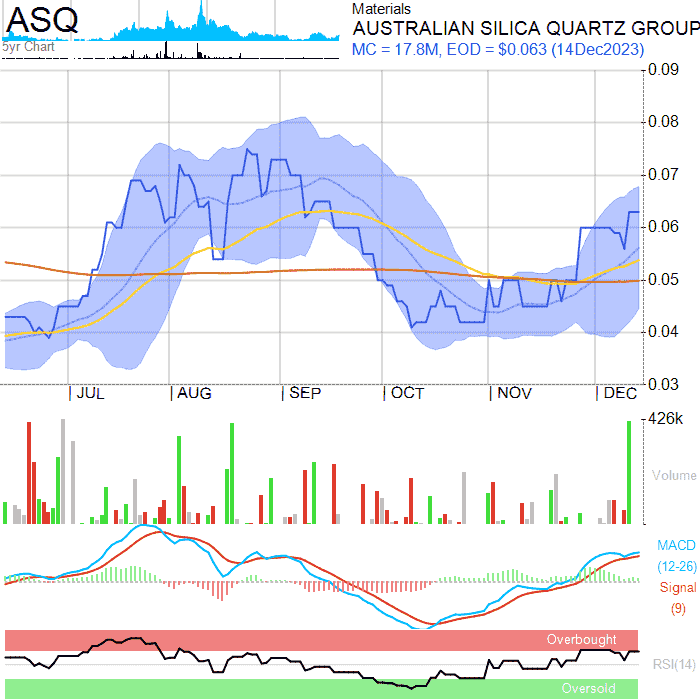 ASQ
5yr Chart
Materials
AUSTRALIAN SILICA QUARTZ GROUP
MC = 17.8M, EOD = $0.063 (14Dec2023)
0.09
0.08
0.07
0.06
0.05
0.04
0.03
JUL AUG SEP OCT NOV DEC
426k
Volume
MACD
(12-26)
Signal
(9)
Overbought
RSI(14)
Oversold